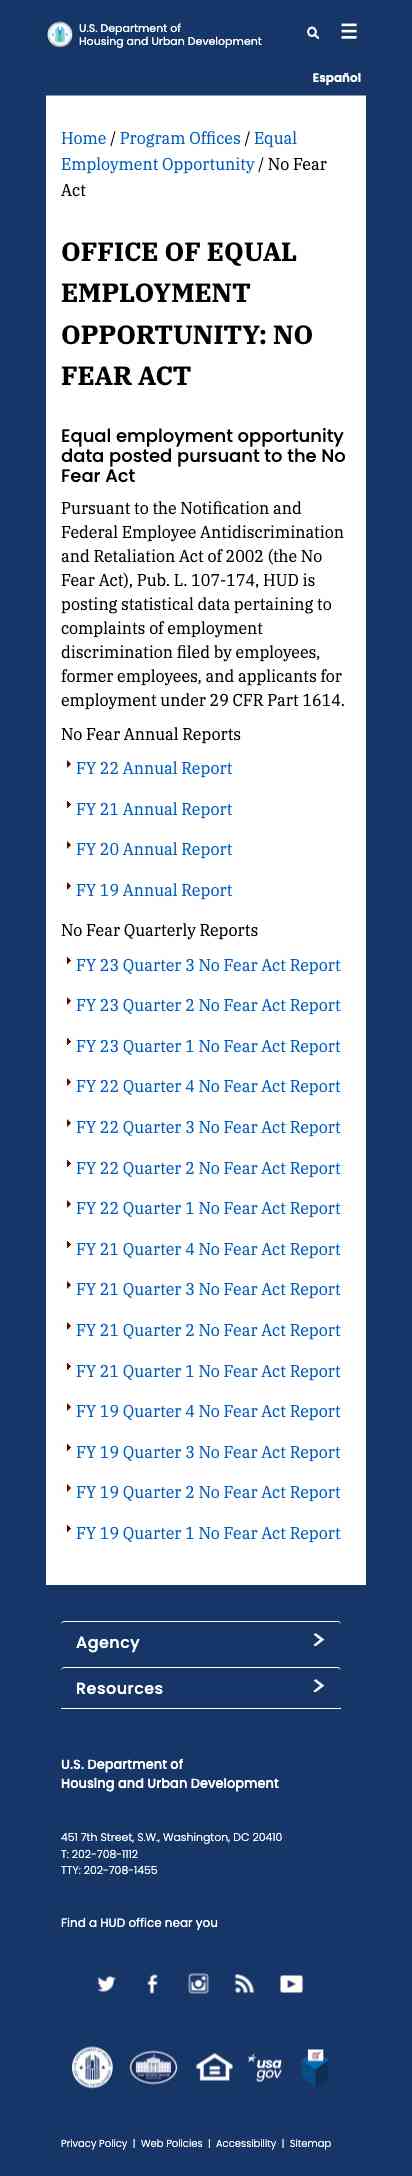 U.S. Department of
Housing and Urban Development
Español
Home / Program Offices / Equal
Employment Opportunity / No Fear
Act
OFFICE OF EQUAL
EMPLOYMENT
OPPORTUNITY: NO
FEAR ACT
Equal employment opportunity
data posted pursuant to the No
Fear Act
Pursuant to the Notification and
Federal Employee Antidiscrimination
and Retaliation Act of 2002 (the No
Fear Act), Pub. L. 107-174, HUD is
posting statistical data pertaining to
complaints of employment
discrimination filed by employees,
former employees, and applicants for
employment under 29 CFR Part 1614.
No Fear Annual Reports
FY 22 Annual Report
FY 21 Annual Report
FY 20 Annual Report
FY 19 Annual Report
No Fear Quarterly Reports
FY 23 Quarter 3 No Fear Act Report
FY 23 Quarter 2 No Fear Act Report
FY 23 Quarter 1 No Fear Act Report
FY 22 Quarter 4 No Fear Act Report
FY 22 Quarter 3 No Fear Act Report
FY 22 Quarter 2 No Fear Act Report
FY 22 Quarter 1 No Fear Act Report
FY 21 Quarter 4 No Fear Act Report
FY 21 Quarter 3 No Fear Act Report
FY 21 Quarter 2 No Fear Act Report
FY 21 Quarter 1 No Fear Act Report
FY 19 Quarter 4 No Fear Act Report
FY 19 Quarter 3 No Fear Act Report
FY 19 Quarter 2 No Fear Act Report
FY 19 Quarter 1 No Fear Act Report
Agency
Resources
U.S. Department of
Housing and Urban Development
451 7th Street, S.W., Washington, DC 20410
T: 202-708-1112
TTY: 202-708-1455
Find a HUD office near you
usa
gov
Privacy Policy | Web Policies | Accessibility | Sitemap